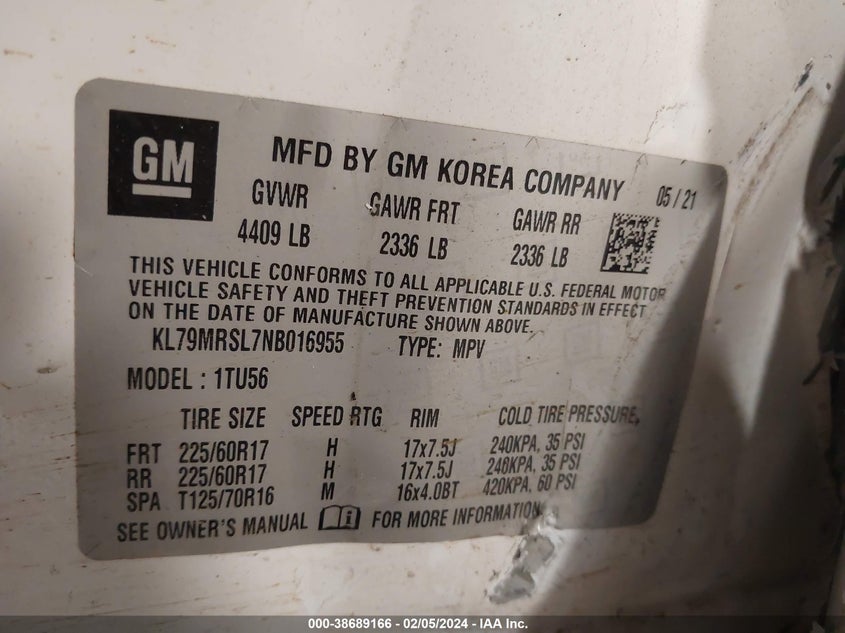 GM
MFD BY GM KOREA COMPANY 05/21
GVWR GAWR FRT GAWR RR
4409 LB 2336 LB 2336 LB
THIS VEHICLE CONFORMS TO ALL APPLICABLE U.S. FEDERAL MOTOR
VEHICLE SAFETY AND THEFT PREVENTION STANDARDS IN EFFECT
ON THE DATE OF MANUFACTURE SHOWN ABOVE.
KL79MRSL7NB016955 TYPE: MPV
MODEL : 1TU56
TIRE SIZE SPEED RTG RIM COLD TIRE PRESSURE
FRT 225/60R17 H 17x7.5J 240KPA, 35 PSI
RR 225/60R17 H 17x7.5J 240KPA, 35 PSI
SPA T125/70R16 M 16x4.0BT 420KPA, 60 PSI
SEE OWNER'S MANUAL FOR MORE INFORMATION
000-38689166 - 02/05/2024 - IAA Inc.